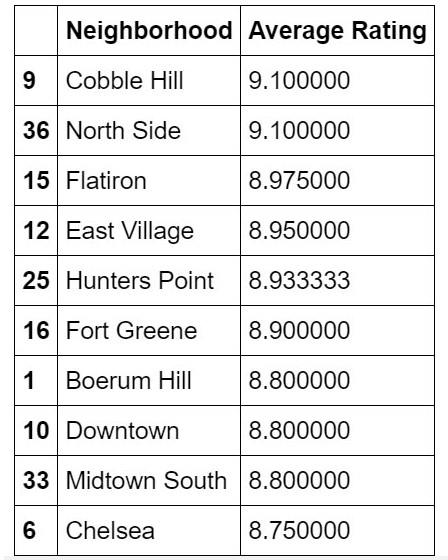 Neighborhood Average Rating
9 Cobble Hill 9.100000
36 North Side 9.100000
15 Flatiron 8.975000
12 East Village 8.950000
25 Hunters Point 8.933333
16 Fort Greene 8.900000
1 Boerum Hill 8.800000
10 Downtown 8.800000
33 Midtown South 8.800000
6 Chelsea 8.750000